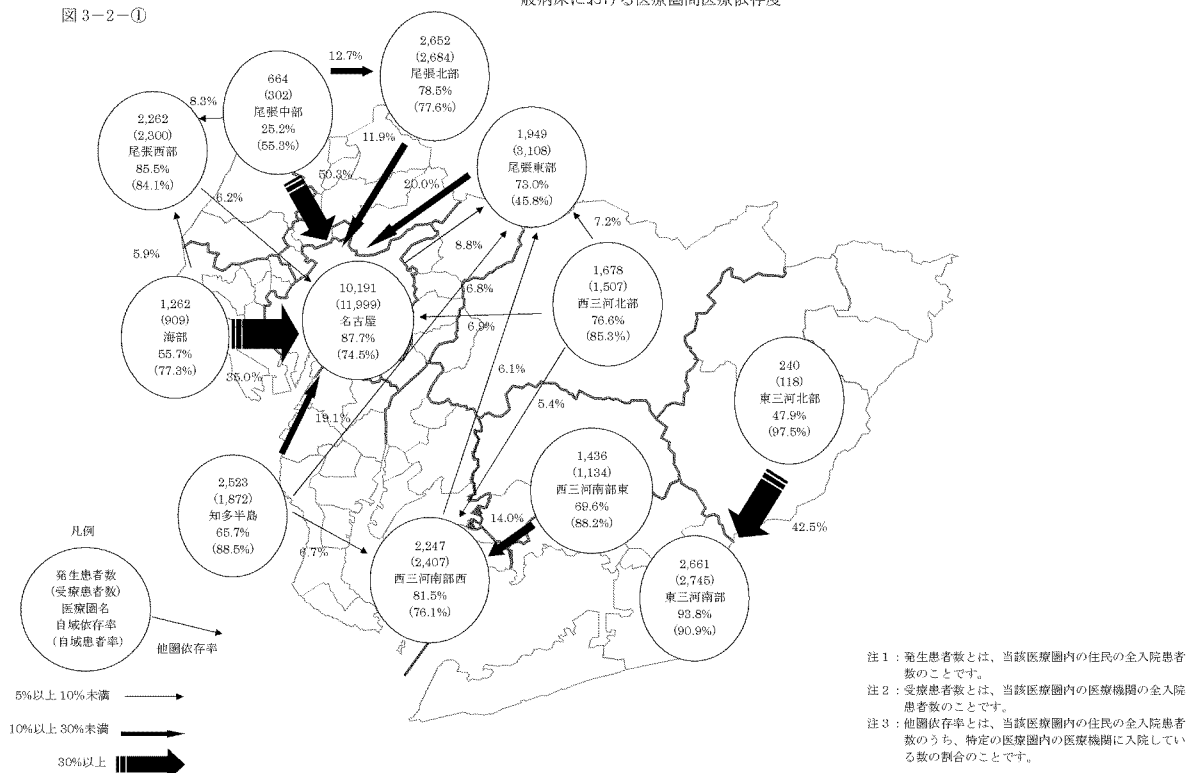 図3-2-①
般病床における医療圏間医療依存度
2,652
(2,684)
尾張北部
78.5%
(77.6%)
12.7%
664
(302)
尾張中部
25.2%
(55.3%)
8.3%
2,262
(2,300)
尾張西部
85.5%
(84.1%)
1,949
(3,108)
尾張東部
73.0%
(45.8%)
11.9%
50.3%
20.0%
6.2%
7.2%
8.8%
5.9%
1,678
(1,507)
西三河北部
76.6%
(85.3%)
10,191
(11,999)
名古屋
87.7%
(74.5%)
6.8%
6.9%
1,262
(909)
海部
55.7%
(77.3%)
35.0%
240
(118)
東三河北部
47.9%
(97.5%)
6.1%
5.4%
19.1%
1,436
(1,134)
西三河南部東
69.6%
(88.2%)
2,523
(1,872)
知多半島
65.7%
(88.5%)
14.0%
42.5%
6.7%
2,247
(2,407)
西三河南部西
81.5%
(76.1%)
2,661
(2,745)
東三河南部
93.8%
(90.9%)
凡例
発生患者数
(受療患者数)
医療圏名
自域依存率
(自域患者率)
他圏依存率
5%以上10%未満
10%以上30%未満
30%以上
注1：発生患者数とは、当該医療圏内の住民の全入院患者
数のことです。
注2：受療患者数とは、当該医療圏内の医療機関の全入院
患者数のことです。
注3：他圏依存率とは、当該医療圏内の住民の全入院患者
数のうち、特定の医療圏内の医療機関に入院してい
る数の割合のことです。